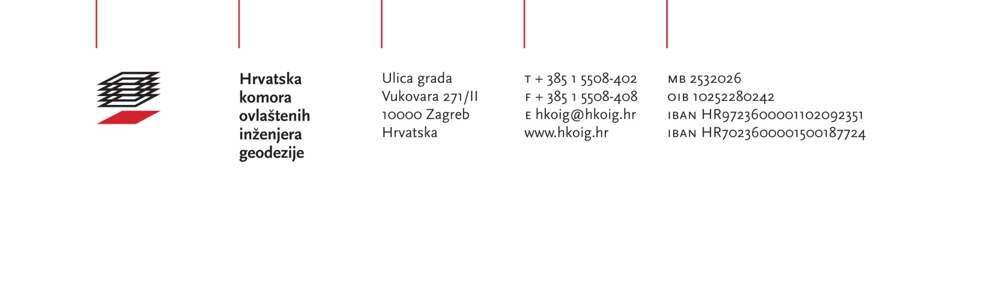 Hrvatska
komora
ovlaštenih
inženjera
geodezije
Ulica grada
Vukovara 271/II
10000 Zagreb
Hrvatska
T + 385 1 5508-402
F + 385 1 5508-408
E hkoig@hkoig.hr
www.hkoig.hr
MB 2532026
OIB 10252280242
IBAN HR9723600001102092351
IBAN HR7023600001500187724